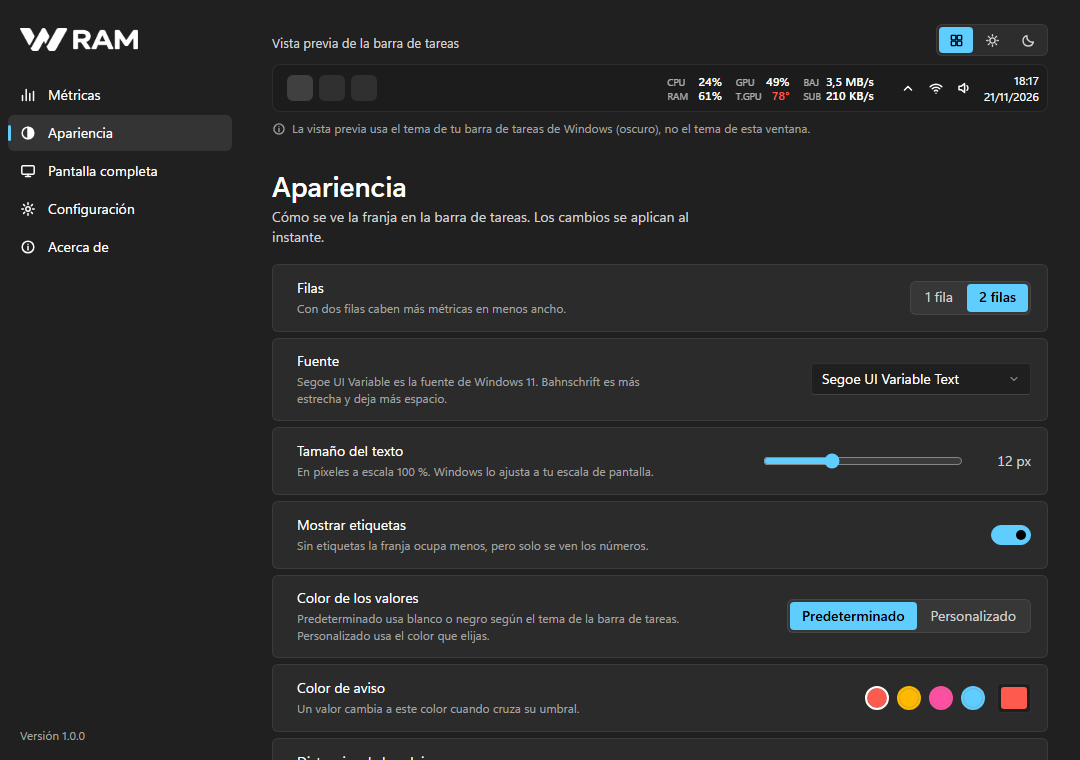 W RAM
Métricas
Apariencia
Pantalla completa
Configuración
Acerca de
Versión 1.0.0
Vista previa de la barra de tareas
CPU 24% GPU 49% BAJ 3,5 MB/s
RAM 61% T.GPU 78° SUB 210 KB/s
18:17
21/11/2026
La vista previa usa el tema de tu barra de tareas de Windows (oscuro), no el tema de esta ventana.
Apariencia
Cómo se ve la franja en la barra de tareas. Los cambios se aplican al
instante.
Filas
Con dos filas caben más métricas en menos ancho.
1 fila 2 filas
Fuente
Segoe UI Variable es la fuente de Windows 11. Bahnschrift es más
estrecha y deja más espacio.
Segoe UI Variable Text
Tamaño del texto
En píxeles a escala 100 %. Windows lo ajusta a tu escala de pantalla.
12 px
Mostrar etiquetas
Sin etiquetas la franja ocupa menos, pero solo se ven los números.
Color de los valores
Predeterminado usa blanco o negro según el tema de la barra de tareas.
Personalizado usa el color que elijas.
Predeterminado Personalizado
Color de aviso
Un valor cambia a este color cuando cruza su umbral.